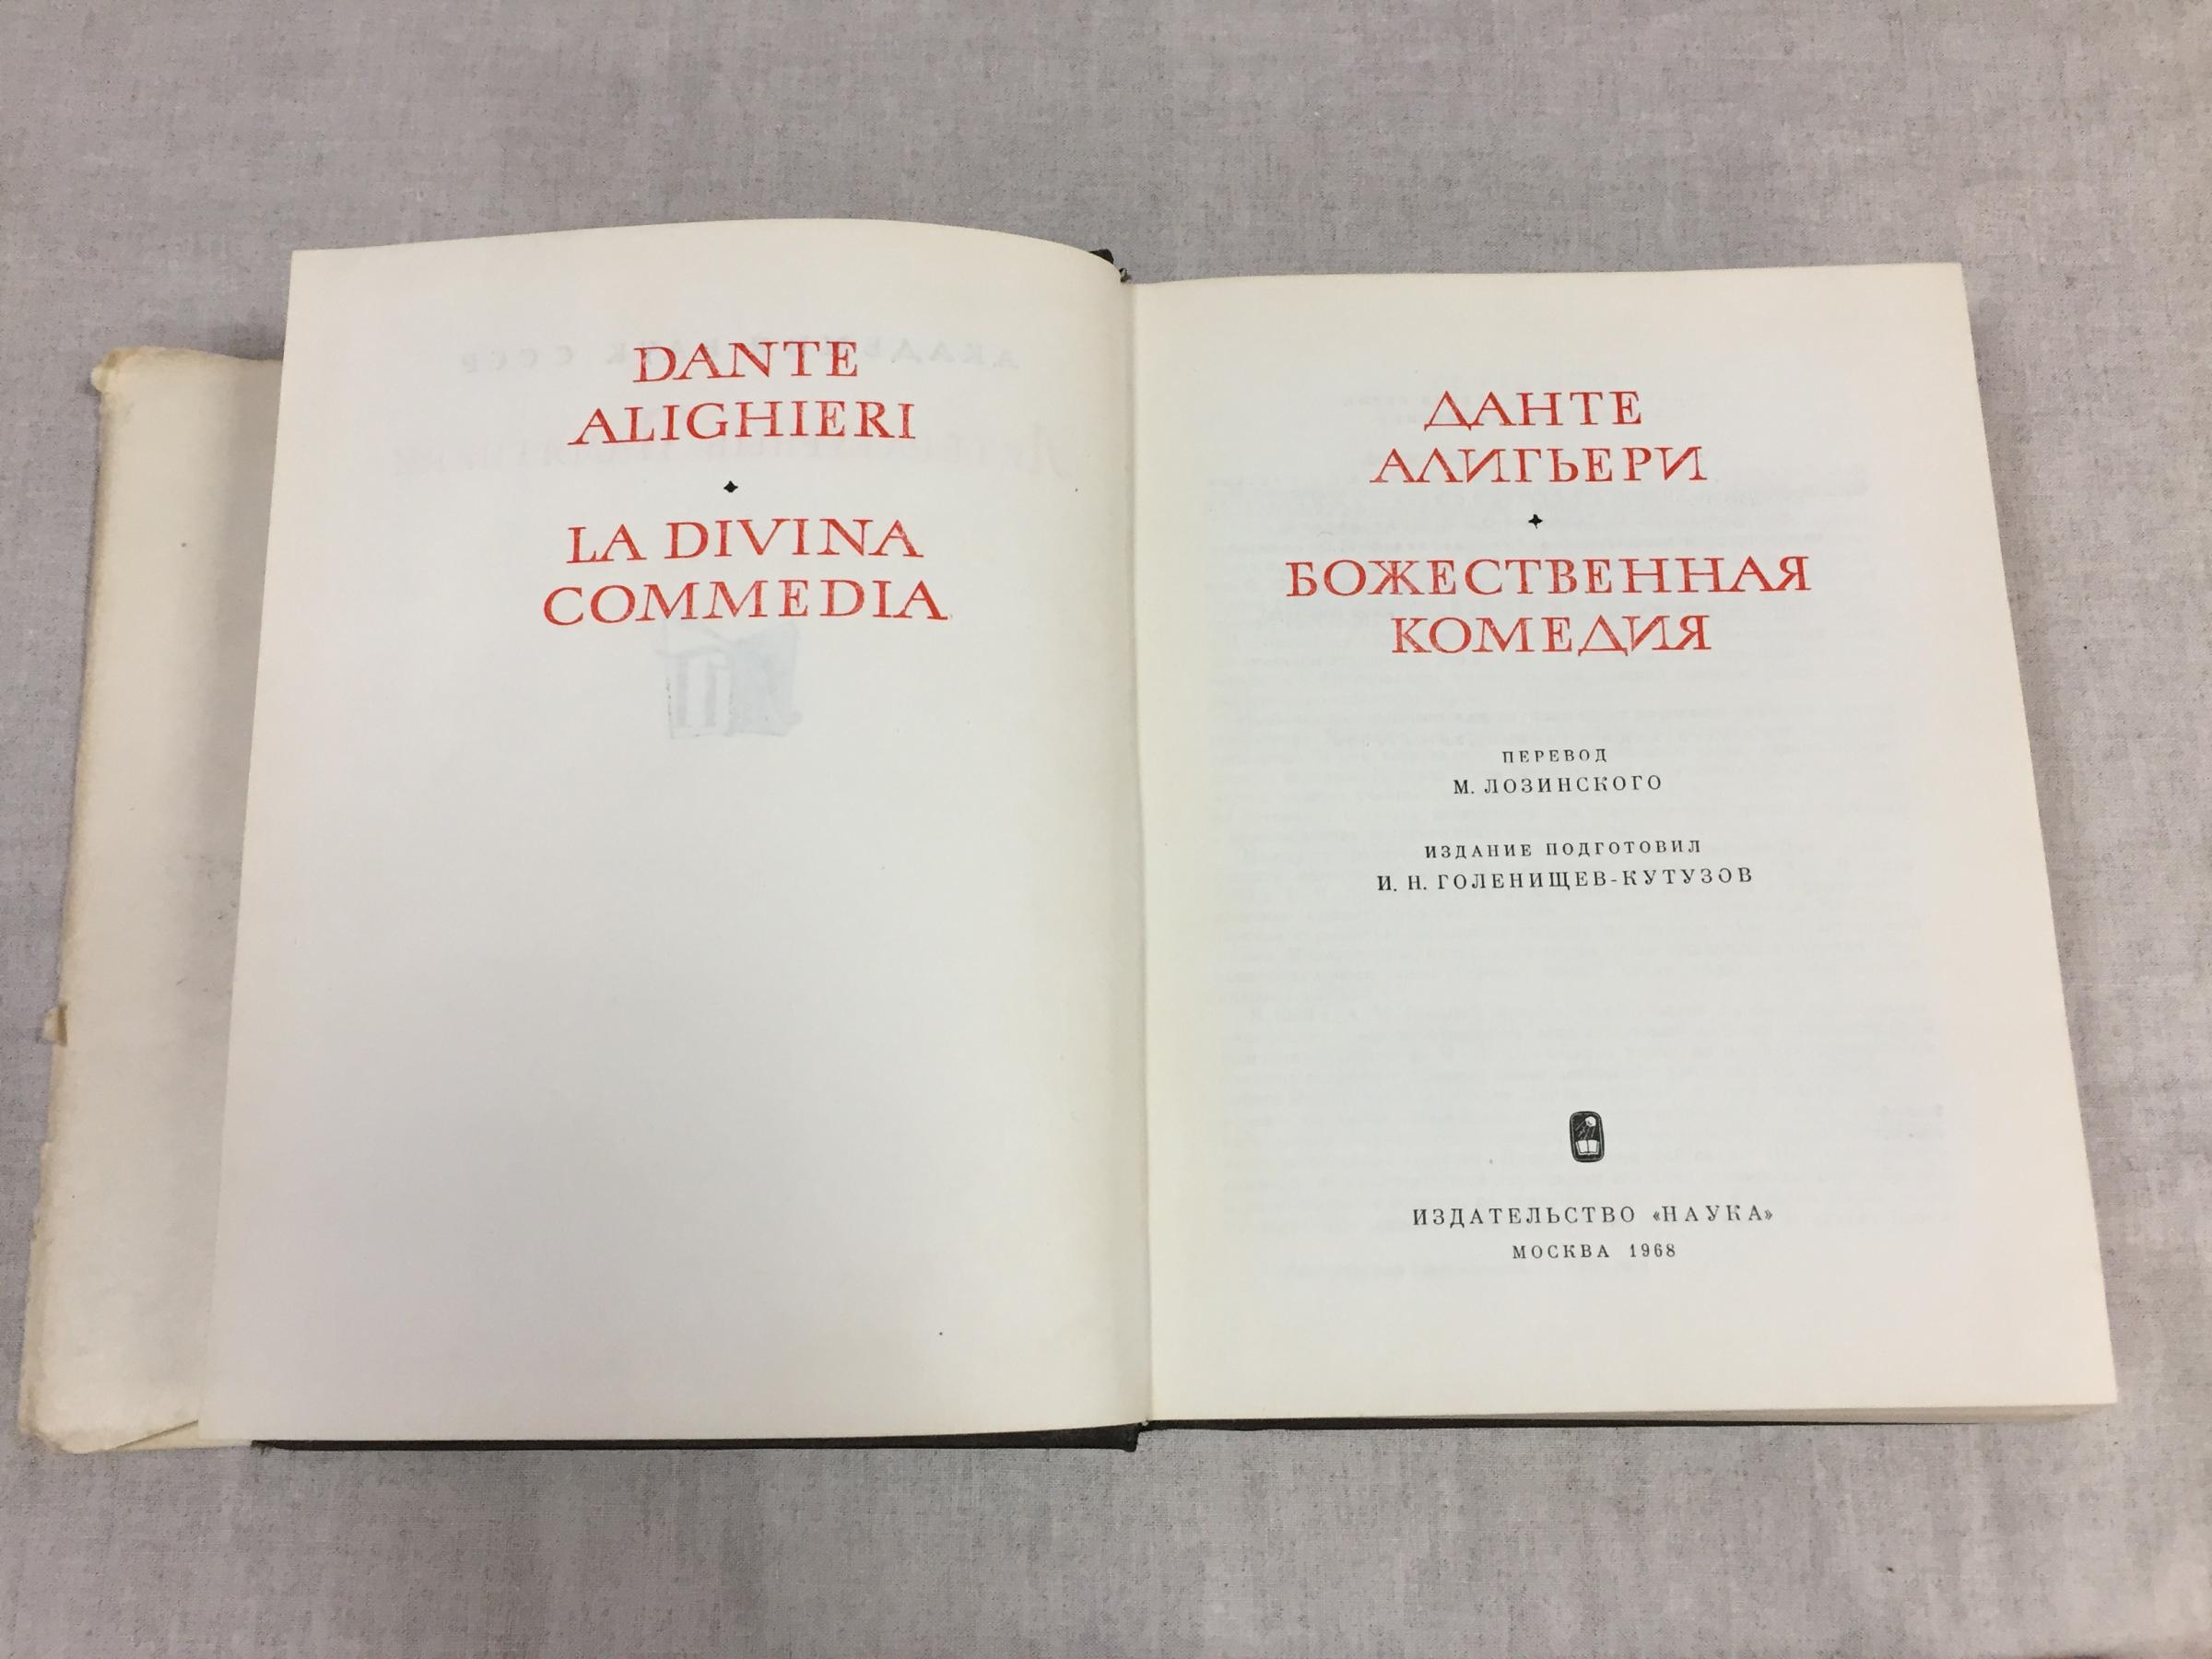 DANTE
ALIGHIERI
LA DIVINA
COMMEDIA
ДАНТЕ
АЛИГЬЕРИ
БОЖЕСТВЕННАЯ
КОМЕДИЯ
ПЕРЕВОД
М. ЛОЗИНСКОГО
ИЗДАНИЕ ПОДГОТОВИЛ
И. Н. ГОЛЕНИЩЕВ-КУТУЗОВ
ИЗДАТЕЛЬСТВО «НАУКА»
МОСКВА 1968